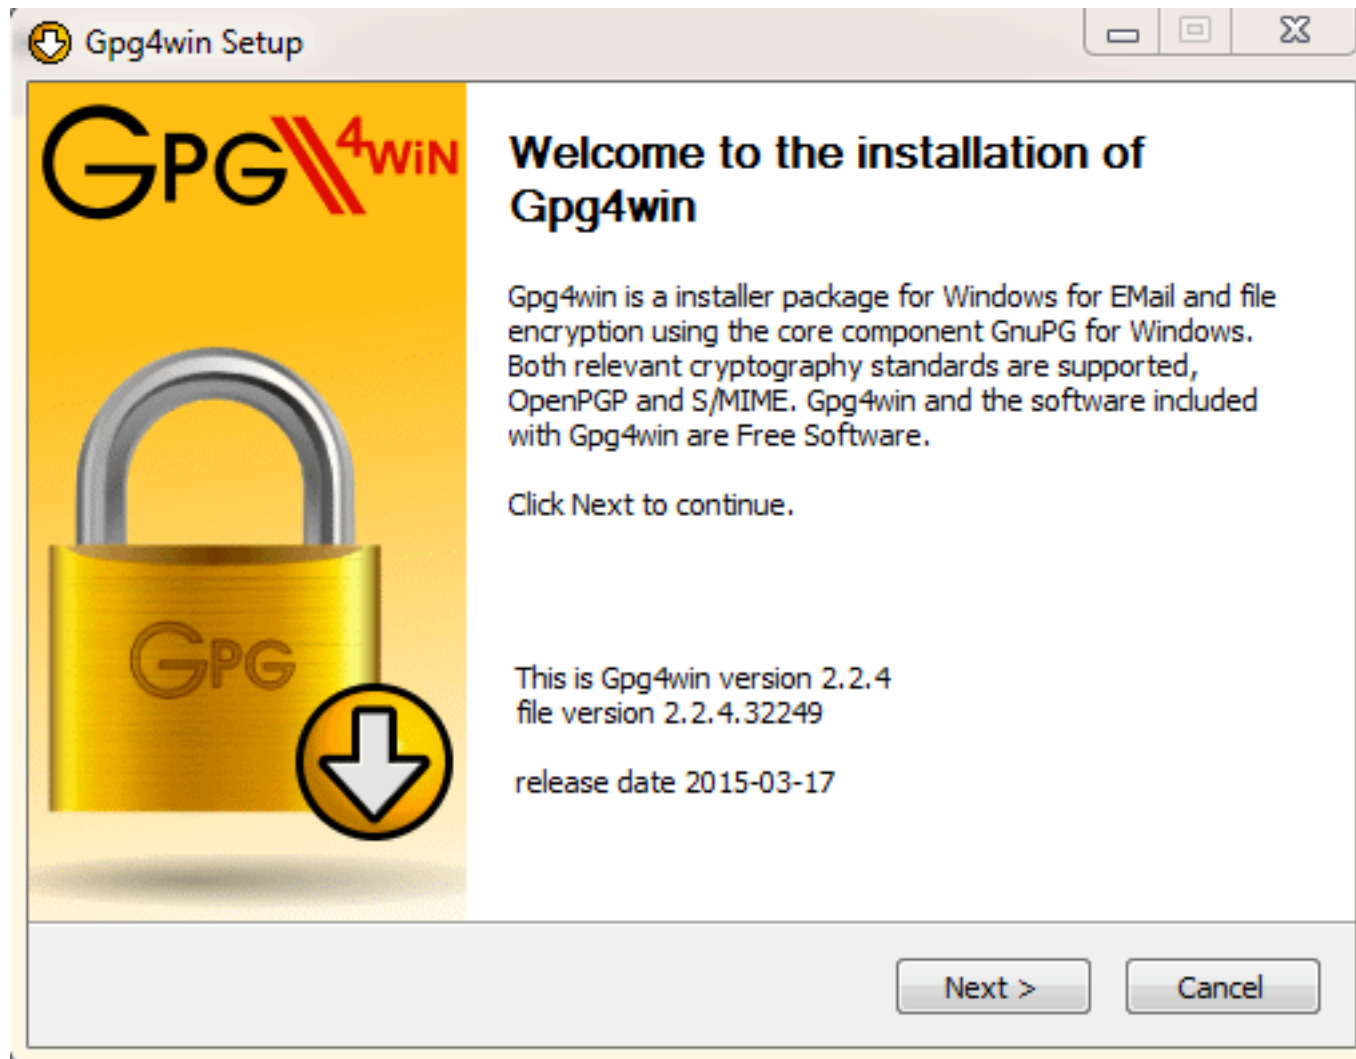 Gpg4win Setup
GPG4WiN
Welcome to the installation of
Gpg4win
Gpg4win is a installer package for Windows for EMail and file
encryption using the core component GnuPG for Windows.
Both relevant cryptography standards are supported,
OpenPGP and S/MIME. Gpg4win and the software included
with Gpg4win are Free Software.
Click Next to continue.
GPG
This is Gpg4win version 2.2.4
file version 2.2.4.32249
release date 2015-03-17
Next >
Cancel